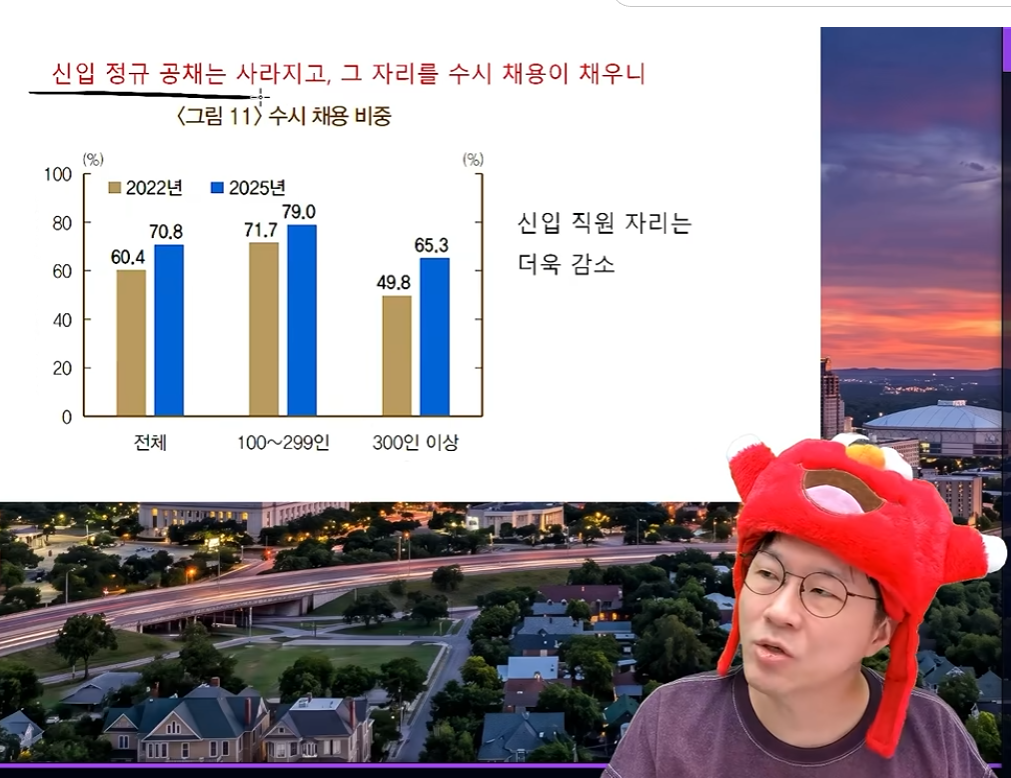 신입 정규 공채는 사라지고, 그 자리를 수시 채용이 채우니
〈그림 11〉 수시 채용 비중
(%) (%)
100
2022년 2025년
80
60
40
20
0
60.4 70.8
71.7 79.0
49.8 65.3
전체 100～299인 300인 이상
신입 직원 자리는
더욱 감소